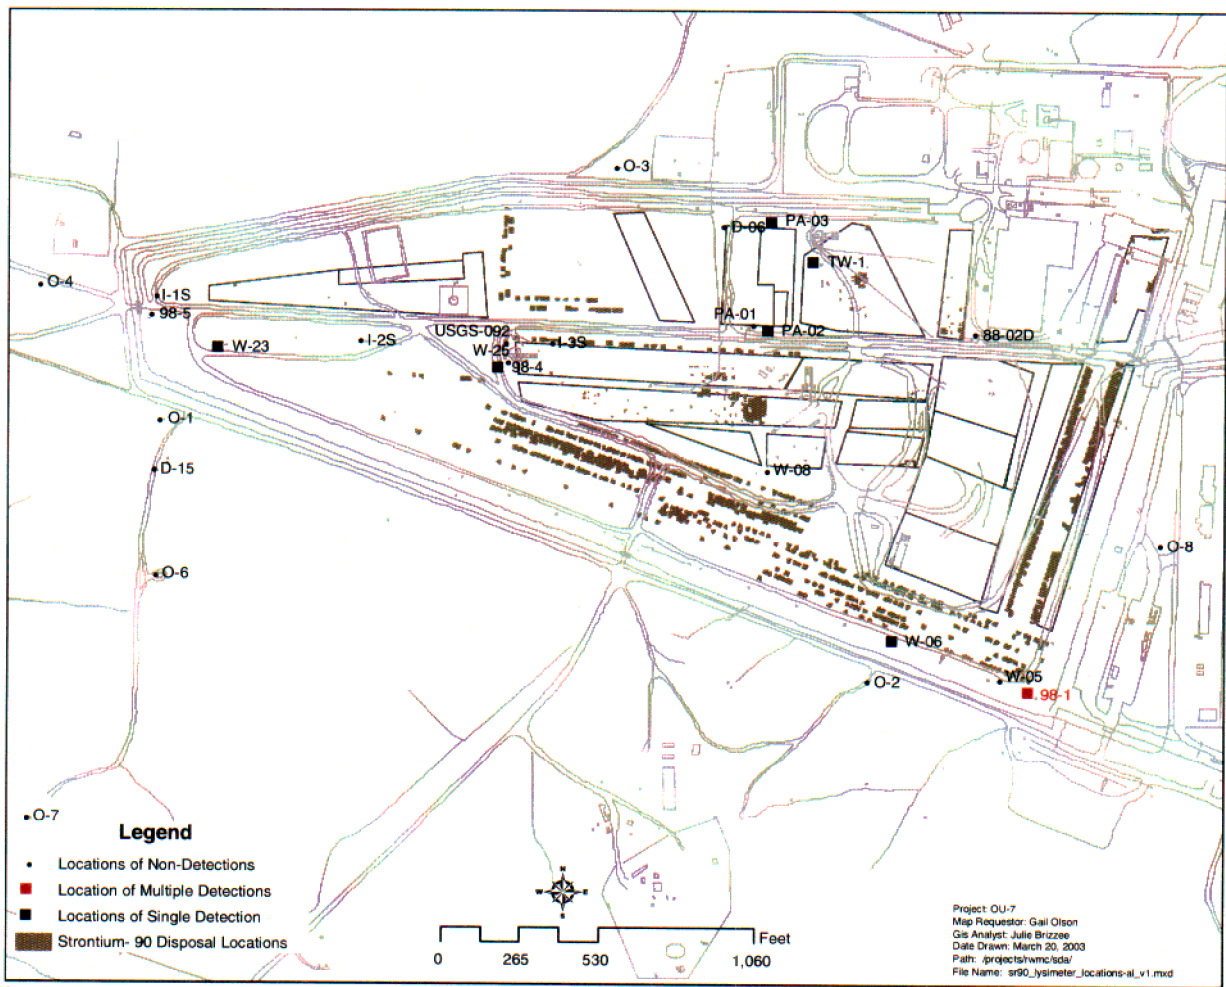 O-3
PA-03
D-06
TW-1
O-4
I-1S
98-5
PA-01
PA-02
USGS-092
88-02D
W-23
I-2S
I-3S
W-25
98-4
O-1
D-15
W-08
O-8
O-6
W-06
O-2
W-05
98-1
O-7
Legend
Locations of Non-Detections
Location of Multiple Detections
Locations of Single Detection
Strontium- 90 Disposal Locations
N
W E
S
Feet
0 265 530 1,060
Project: OU-7
Map Requestor: Gail Olson
Gis Analyst: Julie Brizzee
Date Drawn: March 20, 2003
Path: /projects/rwmc/sda/
File Name: sr90_lysimeter_locations-al_v1.mxd